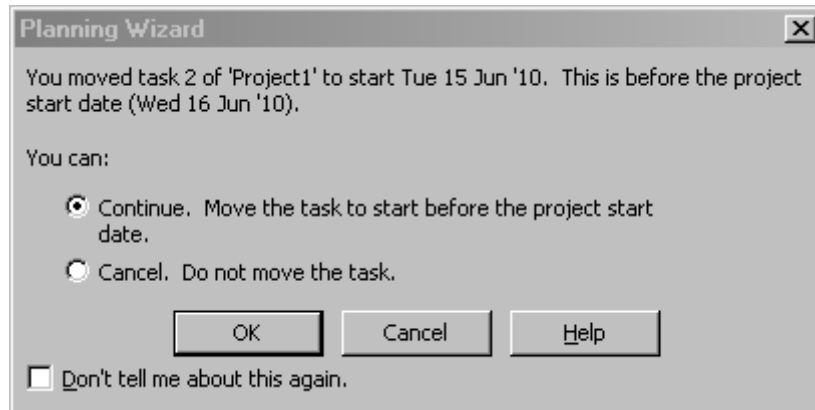 Planning Wizard
You moved task 2 of 'Project1' to start Tue 15 Jun '10.  This is before the project
start date (Wed 16 Jun '10).
You can:
Continue.  Move the task to start before the project start
date.
Cancel.  Do not move the task.
OK Cancel Help
Don't tell me about this again.